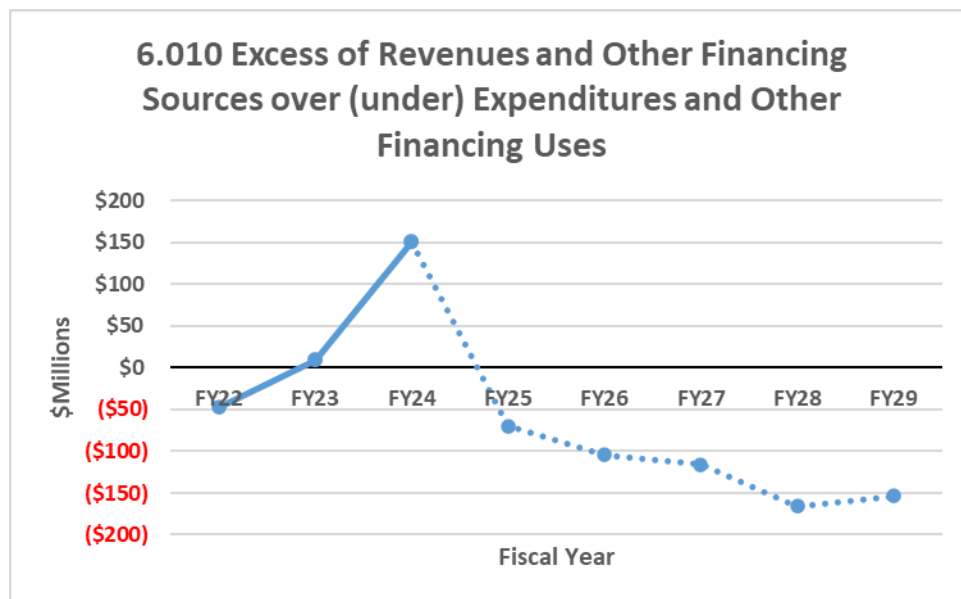 6.010 Excess of Revenues and Other Financing
Sources over (under) Expenditures and Other
Financing Uses
$200
$150
$100
$50
$0
($50)
($100)
($150)
($200)
$Millions
FY22 FY23 FY24 FY25 FY26 FY27 FY28 FY29
Fiscal Year